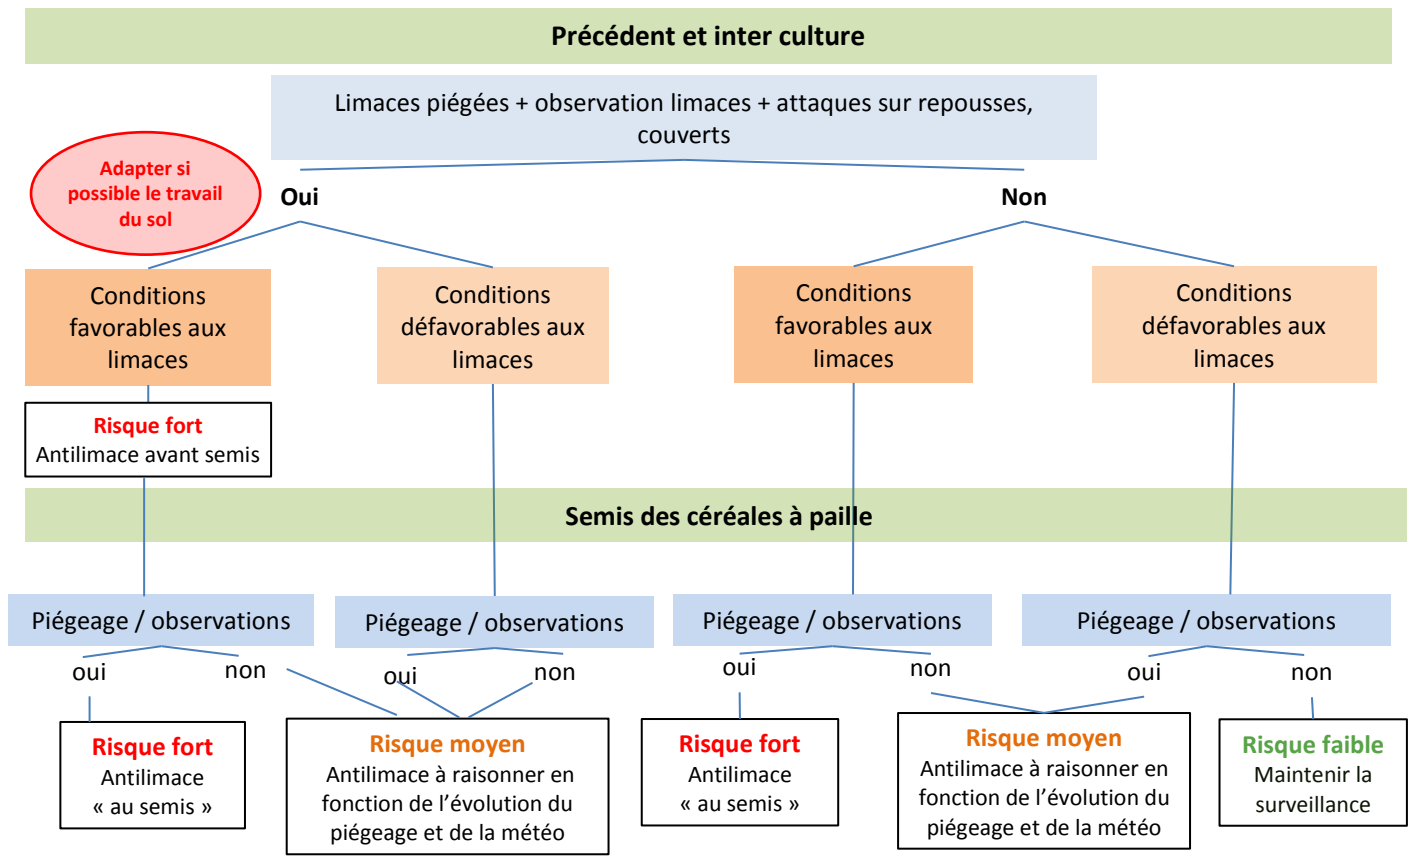 Précédent et inter culture
Limaces piégées + observation limaces + attaques sur repousses,
couverts
Adapter si
possible le travail
du sol
Oui
Non
Conditions
favorables aux
limaces
Conditions
défavorables aux
limaces
Conditions
favorables aux
limaces
Conditions
défavorables aux
limaces
Risque fort
Antilimace avant semis
Semis des céréales à paille
Piégeage / observations
Piégeage / observations
Piégeage / observations
Piégeage / observations
oui
non
oui
non
oui
non
oui
non
Risque fort
Antilimace
« au semis »
Risque moyen
Antilimace à raisonner en
fonction de l’évolution du
piégeage et de la météo
Risque fort
Antilimace
« au semis »
Risque moyen
Antilimace à raisonner en
fonction de l’évolution du
piégeage et de la météo
Risque faible
Maintenir la
surveillance